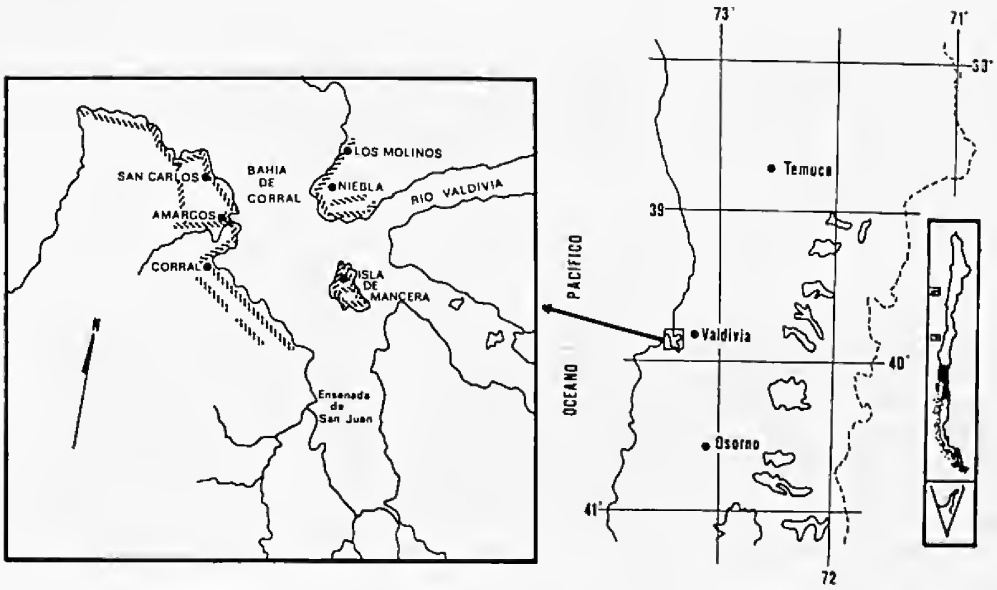 LOS MOLINOS
SAN CARLOS
BAHIA
DE
CORRAL
NIEBLA
RIO VALDIVIA
AMARGOS
CORRAL
ISLA
DE
MANCERA
N
Ensenada
de
San Juan
73°
71°
33°
Temuca
39
OCEANO PACIFICO
Valdivia
40°
Osorno
41°
72